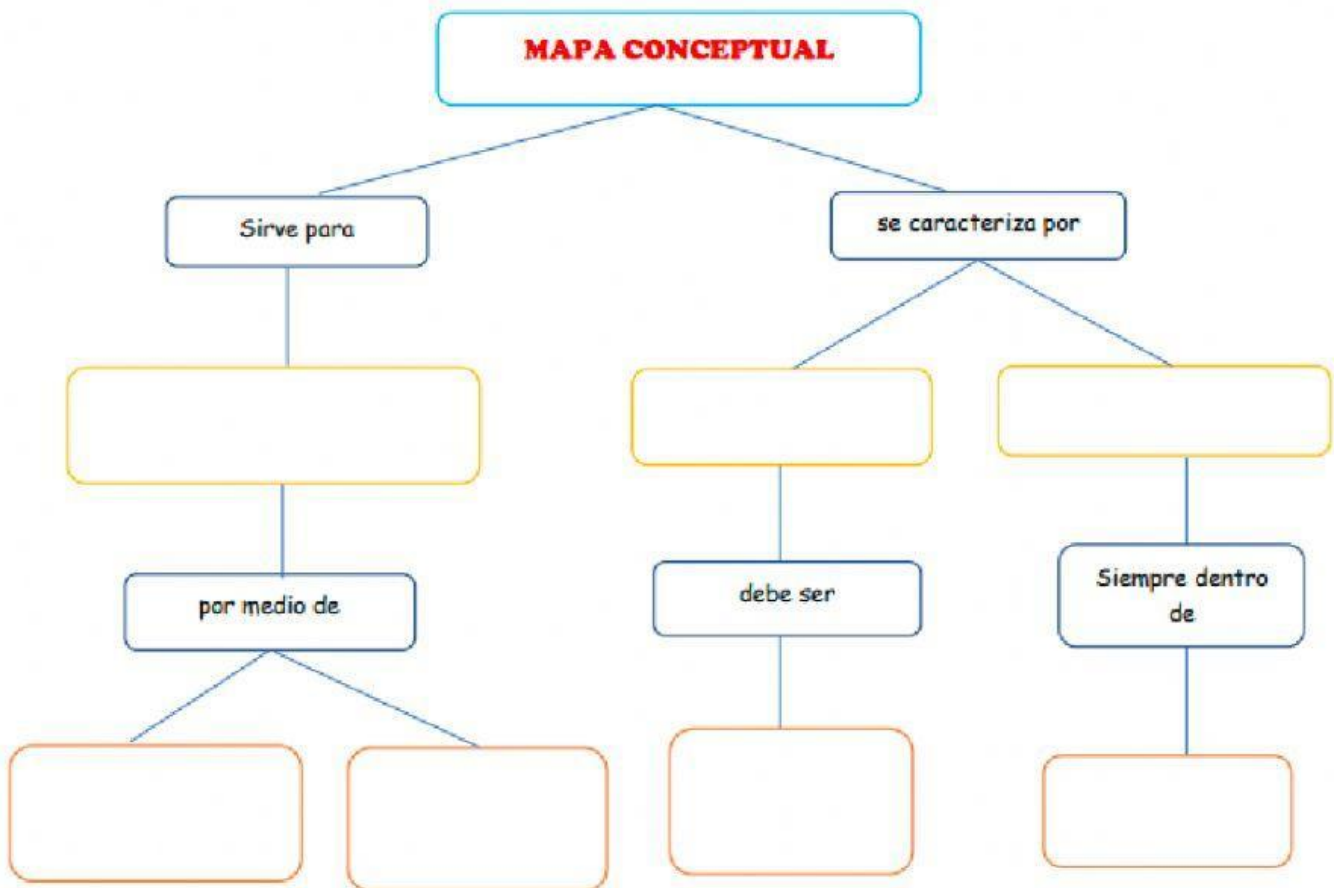 MAPA CONCEPTUAL
Sirve para
se caracteriza por
por medio de
debe ser
Siempre dentro
de